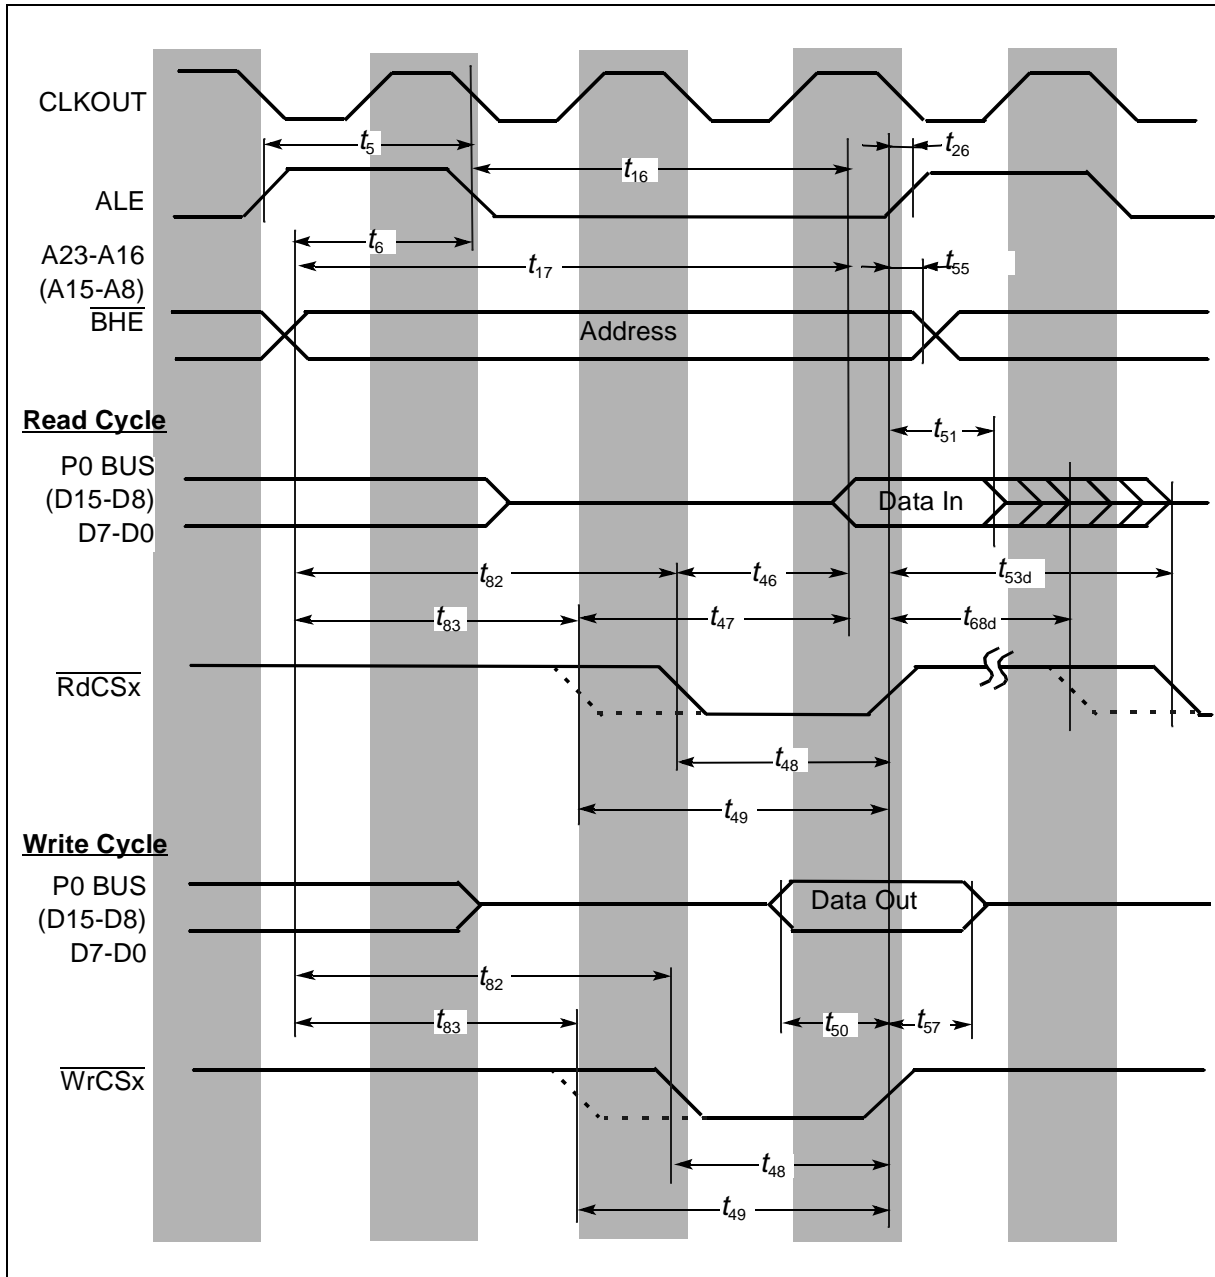 CLKOUT
t5
t26
t16
ALE
t6
A23-A16
t17
t55
(A15-A8)
BHE
Address
Read Cycle
t51
P0 BUS
(D15-D8)
Data In
D7-D0
t82
t46
t53d
t83
t47
t68d
RdCSx
t48
t49
Write Cycle
P0 BUS
Data Out
(D15-D8)
D7-D0
t82
t83
t50
t57
WrCSx
t48
t49